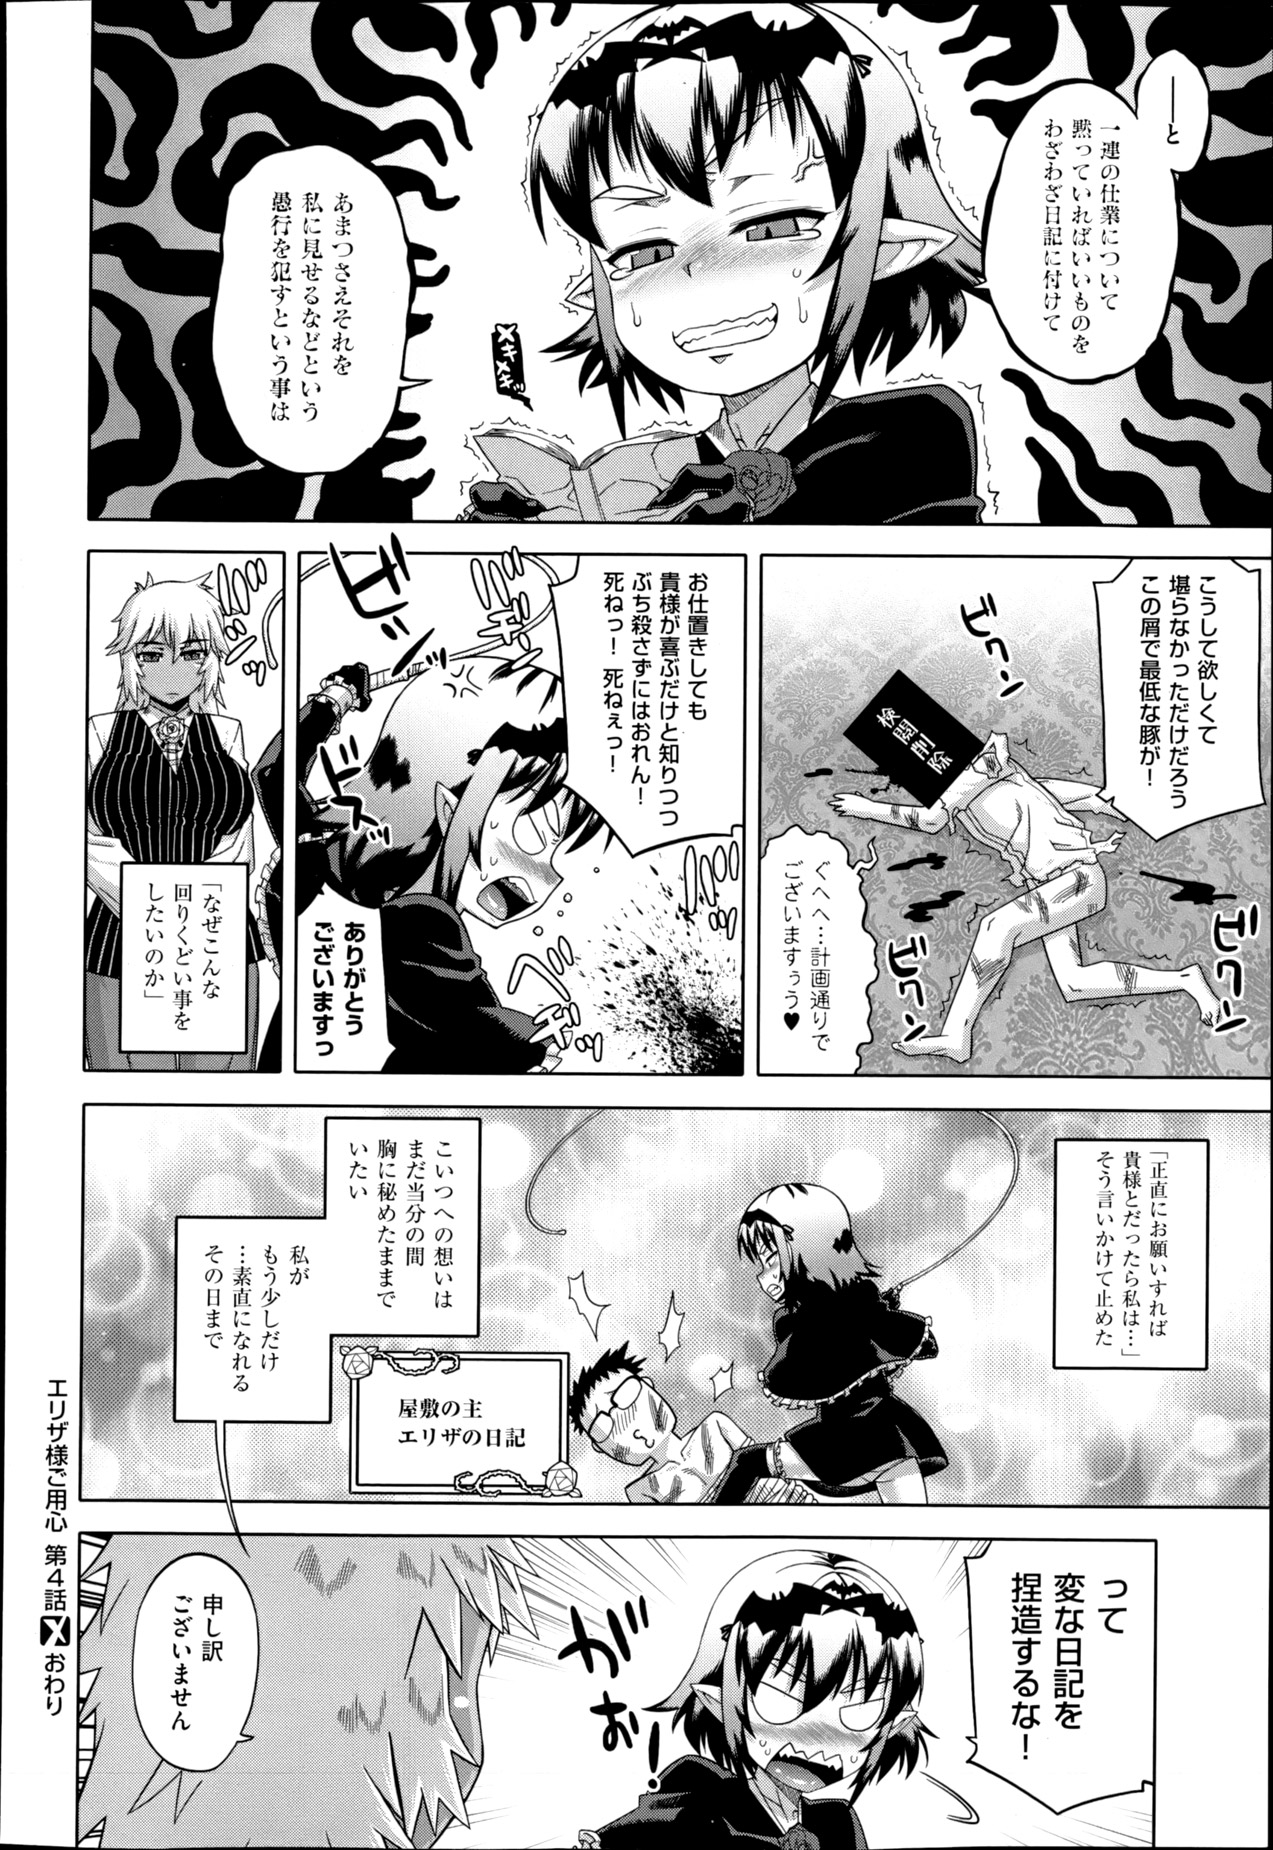 ――と
一連の仕業について
黙っていればいいものを
わざわざ日記に付けて
あまつさえそれを
私に見せるなどという
愚行を犯すという事は
メキメキッ
こうして欲しくて
堪らなかっただけだろう
この屑で最低な豚が！
検閲削除
ピクン
ピクン
ピクン
ぐへへ…計画通りで
ございますぅう♥
お仕置きしても
貴様が喜ぶだけと知りつつ
ぶち殺さずにはおれん！
死ねっ！死ねぇっ！
ビシ
ドス
ありがとう
ございますっ
「なぜこんな
回りくどい事を
したいのか」
「正直にお願いすれば
貴様とだったら私は…」
そう言いかけて止めた
こいつへの想いは
まだ当分の間
胸に秘めたままで
いたい
屋敷の主
エリザの日記
私が
もう少しだけ
…素直になれる
その日まで
って
変な日記を
捏造するな！
がお！
申し訳
ございません
エリザ様ご用心 第4話 X おわり